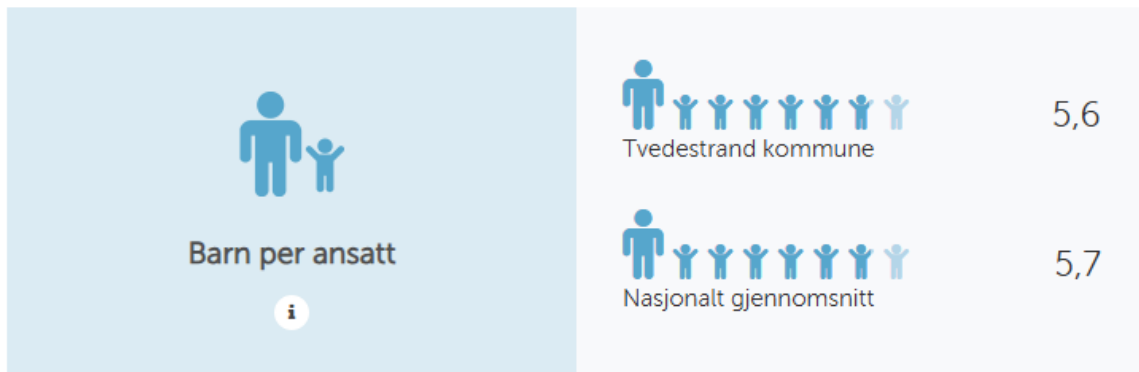 Barn per ansatt
i
Tvedestrand kommune
5,6
Nasjonalt gjennomsnitt
5,7